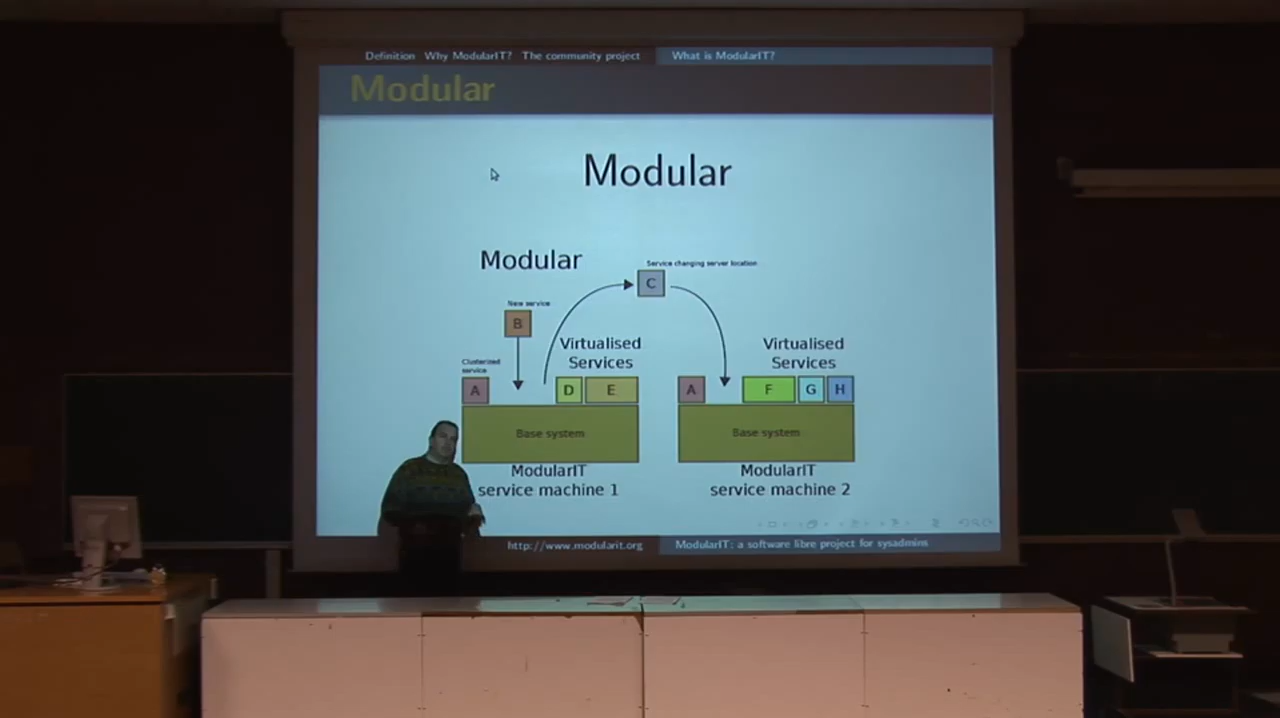 Definition Why ModularIT? The community project What is ModularIT?
Modular
Modular
Modular
Service changing server location
C
New service
B
Virtualised
Services
Virtualised
Services
Clusterized
service
A
D
E
A
F
G
H
Base system
Base system
ModularIT
service machine 1
ModularIT
service machine 2
http://www.modularit.org ModularIT: a software libre project for sysadmins